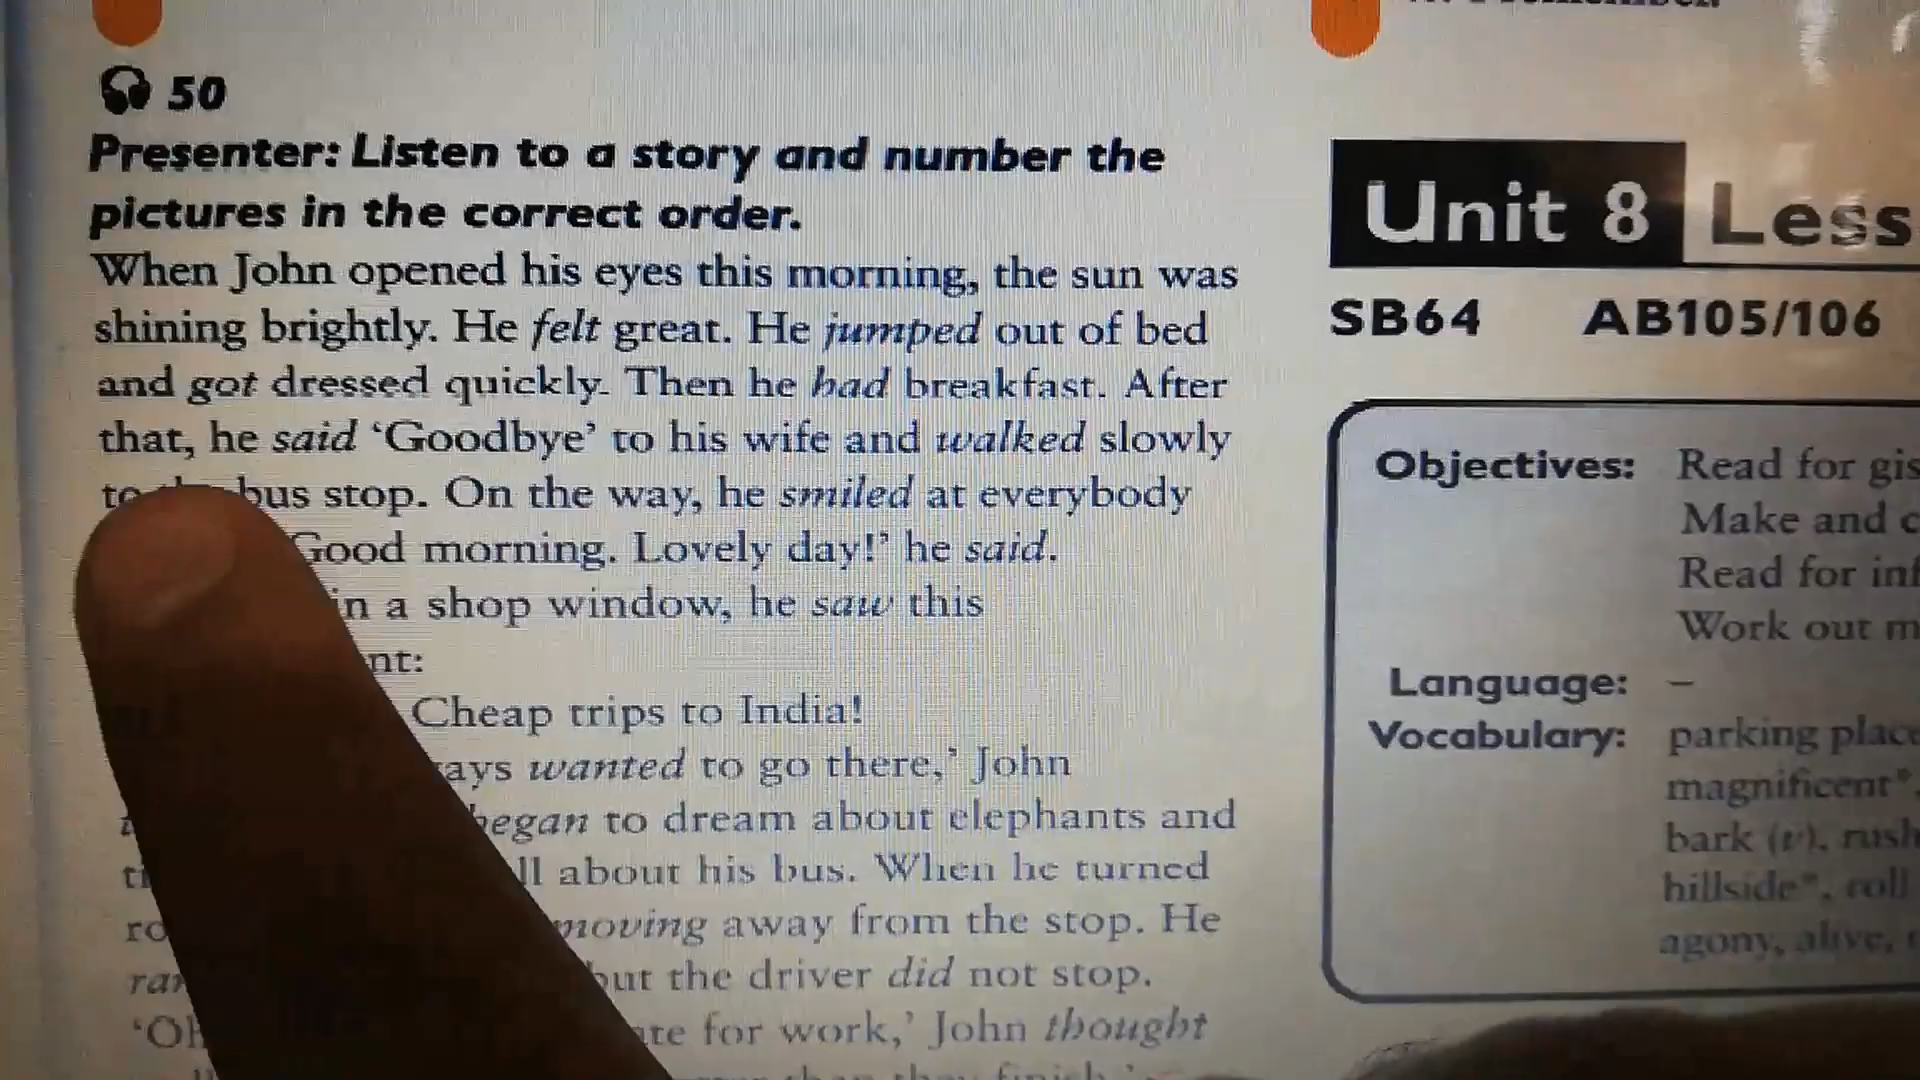 50
Presenter: Listen to a story and number the
pictures in the correct order.
When John opened his eyes this morning, the sun was
shining brightly. He felt great. He jumped out of bed
and got dressed quickly. Then he had breakfast. After
that, he said ‘Goodbye’ to his wife and walked slowly
to bus stop. On the way, he smiled at everybody
Good morning. Lovely day!’ he said.
in a shop window, he saw this
nt:
Cheap trips to India!
wanted to go there,’ John
began to dream about elephants and
about his bus. When he turned
moving away from the stop. He
ran but the driver did not stop.
for work,’ John thought
Unit 8 Less
SB64 AB105/106
Objectives: Read for gis
Make and c
Read for inf
Work out m
Language: –
Vocabulary: parking place
magnificent*,
bark (v), rush
hillside*, roll
agony, alive,